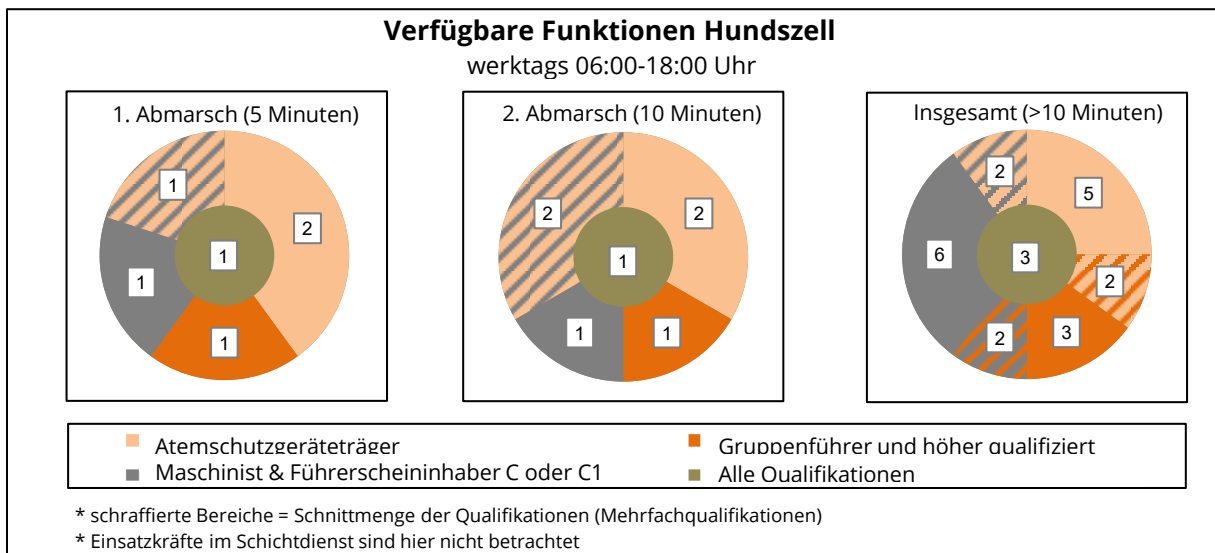 Verfügbare Funktionen Hundszell
werktags 06:00-18:00 Uhr
1. Abmarsch (5 Minuten)
1
2
1
1
1
2. Abmarsch (10 Minuten)
2
2
1
1
1
Insgesamt (>10 Minuten)
2
5
6
3
2
2
3
Atemschutzgeräteträger
Gruppenführer und höher qualifiziert
Maschinist & Führerscheininhaber C oder C1
Alle Qualifikationen
* schraffierte Bereiche = Schnittmenge der Qualifikationen (Mehrfachqualifikationen)
* Einsatzkräfte im Schichtdienst sind hier nicht betrachtet